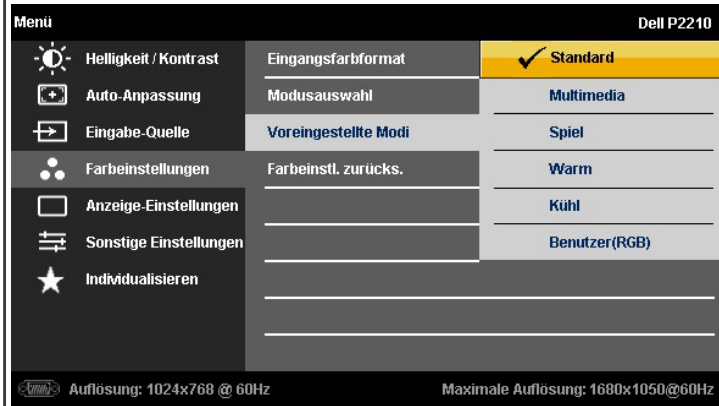 Menü Dell P2210
Helligkeit / Kontrast Eingangsfarbformat Standard
Auto-Anpassung Modusauswahl Multimedia
Eingabe-Quelle Voreingestellte Modi Spiel
Farbeinstellungen Farbeinstl. zurücks. Warm
Anzeige-Einstellungen Kühl
Sonstige Einstellungen Benutzer(RGB)
Individualisieren
Auflösung: 1024x768 @ 60Hz Maximale Auflösung: 1680x1050@60Hz